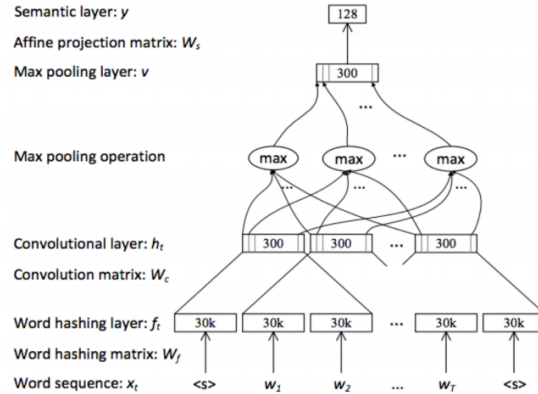 Semantic layer: y 128
Affine projection matrix: Ws
Max pooling layer: v 300
...
Max pooling operation max max ... max
... ... ...
Convolutional layer: ht 300 300 ... 300
Convolution matrix: Wc
Word hashing layer: ft 30k 30k 30k ... 30k 30k
Word hashing matrix: Wf
Word sequence: xt <s> w1 w2 ... wT <s>